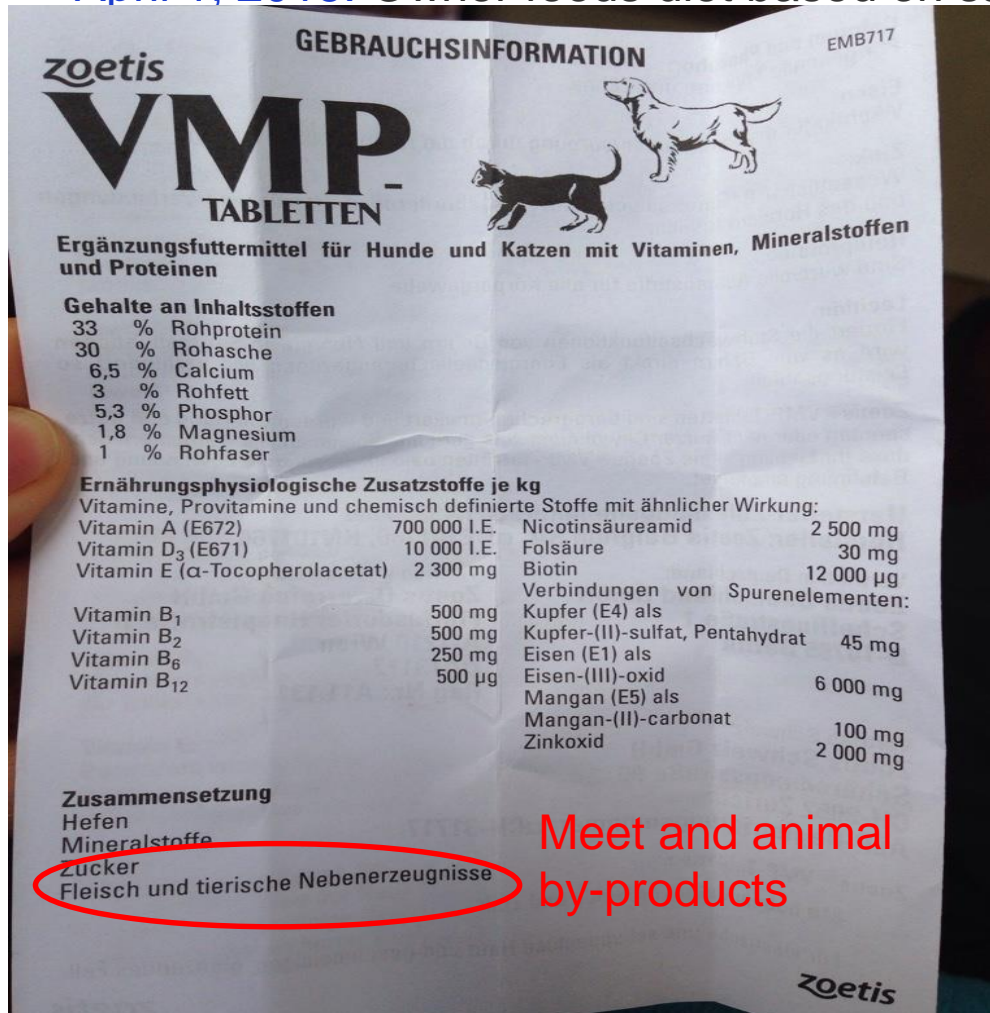 Owner feeds diet based on
GEBRAUCHSINFORMATION
EMB717
zoetis
VMP-
TABLETTEN
Ergänzungsfuttermittel für Hunde und Katzen mit Vitaminen, Mineralstoffen
und Proteinen
Gehalte an Inhaltsstoffen
33 % Rohprotein
30 % Rohasche
6,5 % Calcium
3 % Rohfett
5,3 % Phosphor
1,8 % Magnesium
1 % Rohfaser
Ernährungsphysiologische Zusatzstoffe je kg
Vitamine, Provitamine und chemisch definierte Stoffe mit ähnlicher Wirkung:
Vitamin A (E672) 700 000 I.E.
Vitamin D₃ (E671) 10 000 I.E.
Vitamin E (α-Tocopherolacetat) 2 300 mg
Vitamin B₁ 500 mg
Vitamin B₂ 500 mg
Vitamin B₆ 250 mg
Vitamin B₁₂ 500 µg
Nicotinsäureamid 2 500 mg
Folsäure 30 mg
Biotin 12 000 µg
Verbindungen von Spurenelementen:
Kupfer (E4) als
Kupfer-(II)-sulfat, Pentahydrat 45 mg
Eisen (E1) als
Eisen-(III)-oxid 6 000 mg
Mangan (E5) als
Mangan-(II)-carbonat 100 mg
Zinkoxid 2 000 mg
Zusammensetzung
Hefen
Mineralstoffe
Zucker
Fleisch und tierische Nebenerzeugnisse
Meet and animal
by-products
zoetis